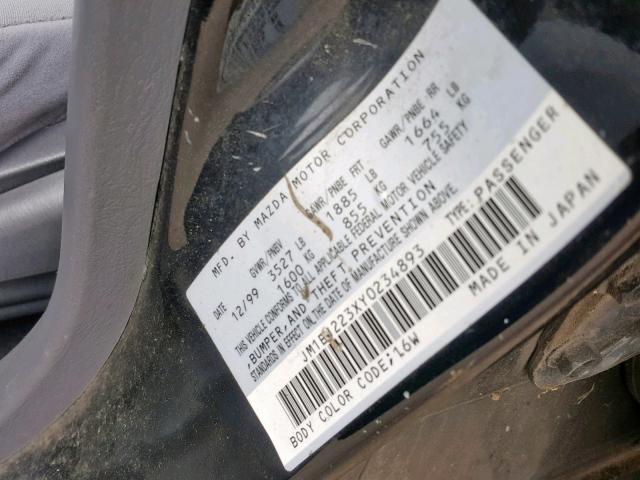 MFD. BY MAZDA MOTOR CORPORATION
DATE GVWR/PNBV GAWR/PNBE FRT GAWR/PNBE RR
12/99 3527 LB 1885 LB 1664 LB
1600 KG 855 KG 755 KG
THIS VEHICLE CONFORMS TO ALL APPLICABLE FEDERAL MOTOR VEHICLE SAFETY
,BUMPER,AND THEFT PREVENTION
STANDARDS IN EFFECT ON THE DATE OF MANUFACTURE SHOWN ABOVE.
TYPE: PASSENGER
MADE IN JAPAN
BODY COLOR CODE;16W